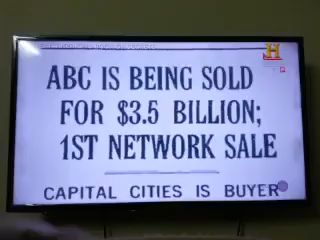 ABC IS BEING SOLD
FOR $3.5 BILLION;
1ST NETWORK SALE
CAPITAL CITIES IS BUYER
H